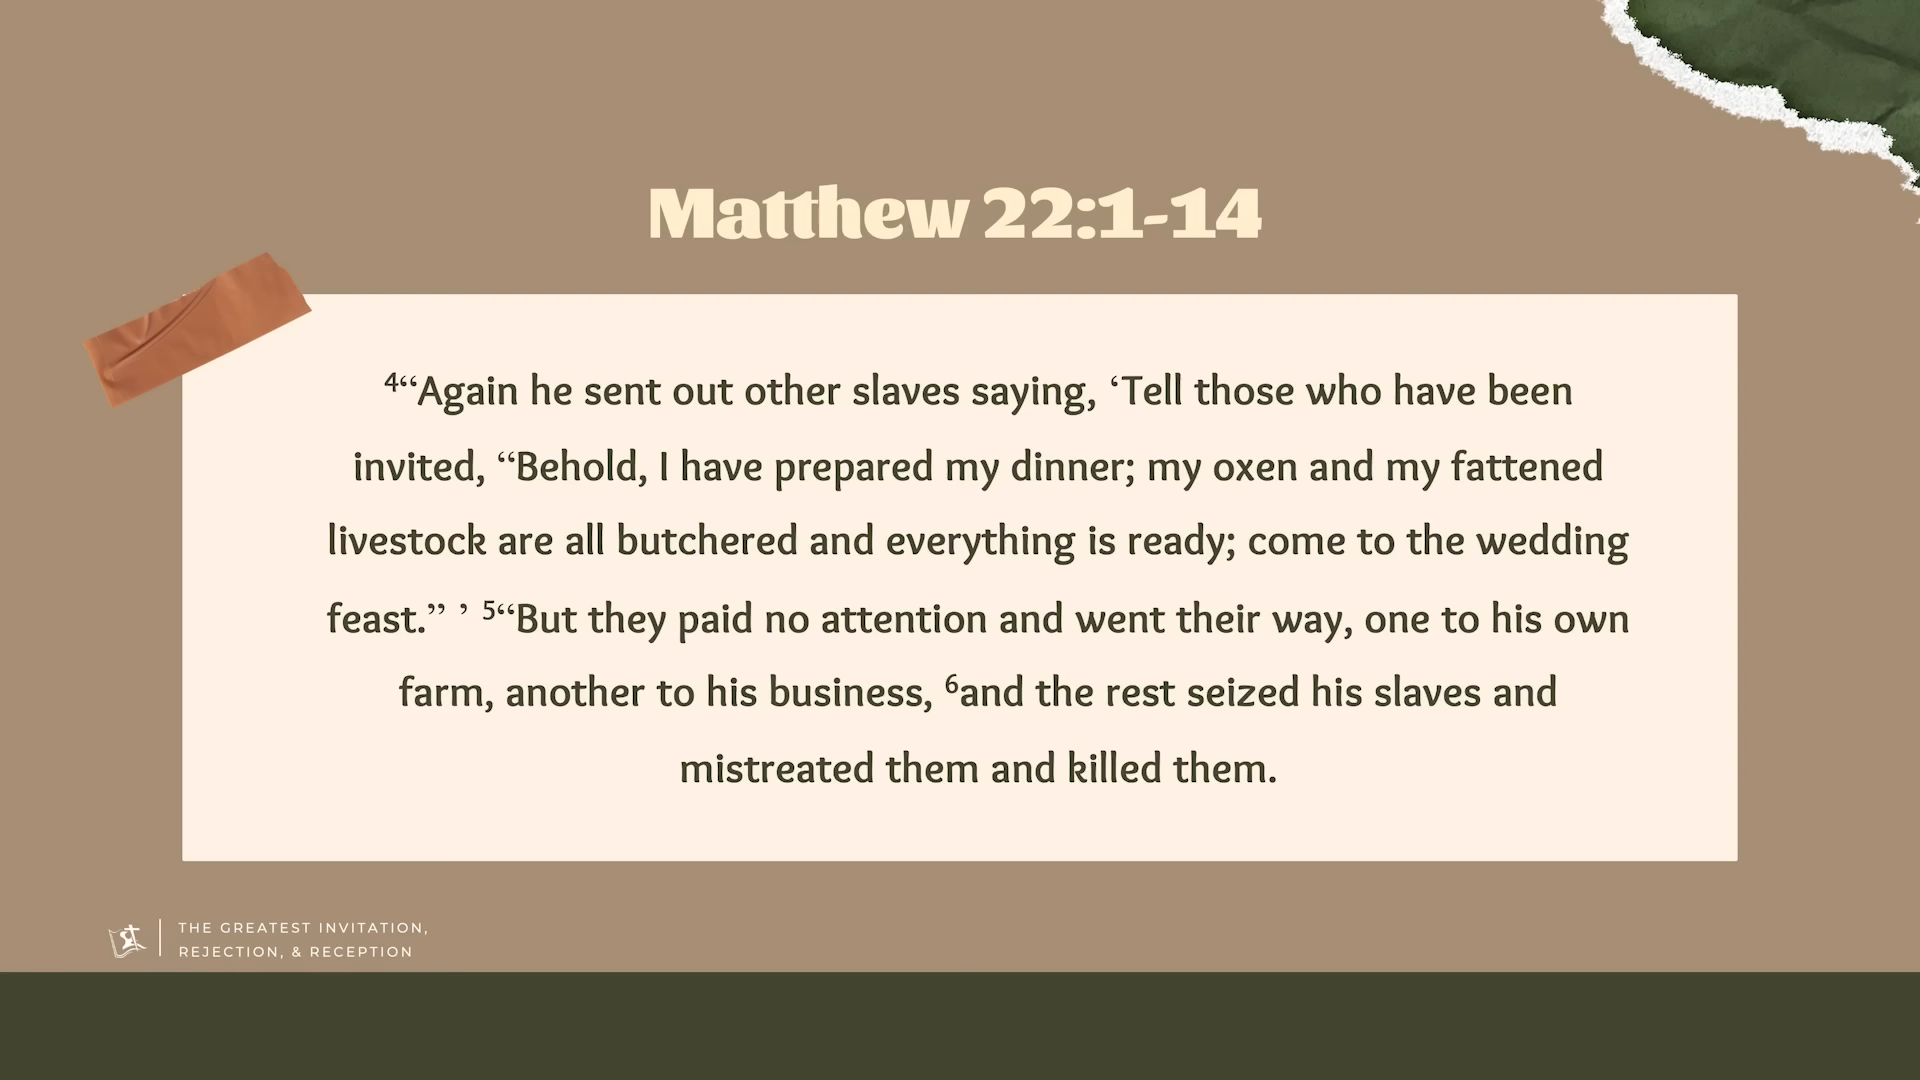 Matthew 22:1-14
⁴“Again he sent out other slaves saying, ‘Tell those who have been
invited, “Behold, I have prepared my dinner; my oxen and my fattened
livestock are all butchered and everything is ready; come to the wedding
feast.” ’ ⁵“But they paid no attention and went their way, one to his own
farm, another to his business, ⁶and the rest seized his slaves and
mistreated them and killed them.
THE GREATEST INVITATION,
REJECTION, & RECEPTION